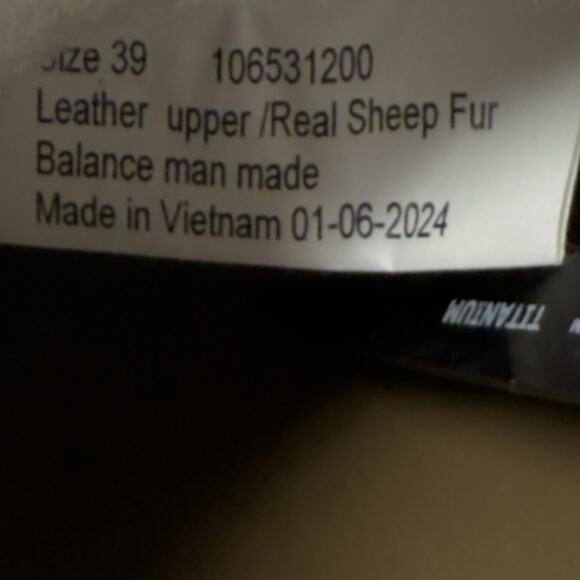 Size 39 106531200
Leather upper /Real Sheep Fur
Balance man made
Made in Vietnam 01-06-2024
TITANIUM